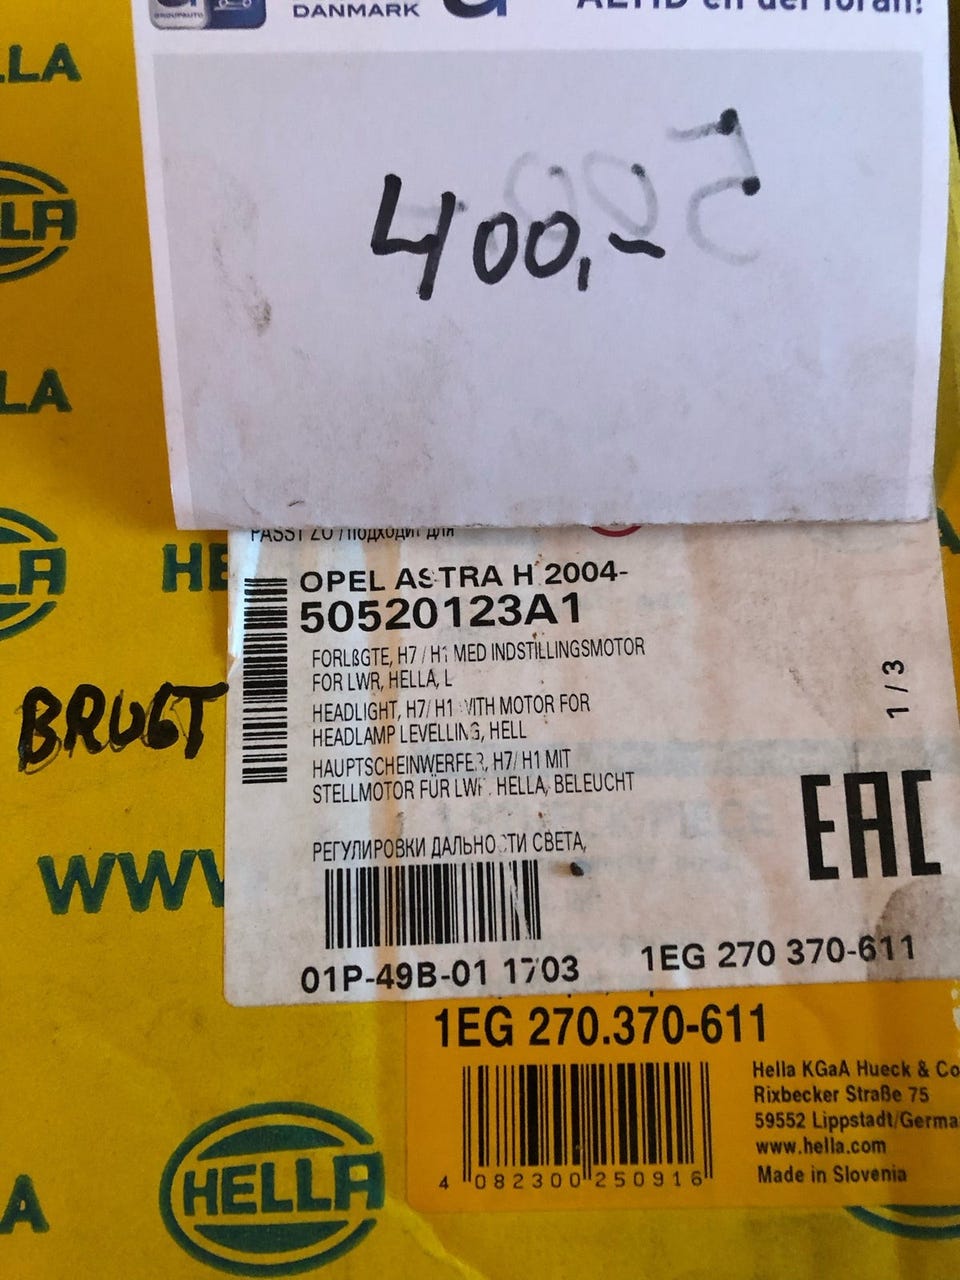 GROUPAUTO
DANMARK
400,-
500,-
LLA
HELLA
LA
HELLA
HE
PASST ZU / ПОДХОДИТ ДЛЯ
OPEL ASTRA H 2004-
50520123A1
FORLßGTE, H7 / H1 MED INDSTILLINGSMOTOR
FOR LWR, HELLA, L
HEADLIGHT, H7/ H1 WITH MOTOR FOR
HEADLAMP LEVELLING, HELL
HAUPTSCHEINWERFER, H7/ H1 MIT
STELLMOTOR FÜR LWR, HELLA, BELEUCHT
РЕГУЛИРОВКИ ДАЛЬНОСТИ СВЕТА,
1 / 3
EAC
BRUGT
WWW
01P-49B-01 1703
1EG 270 370-611
1EG 270.370-611
4 082300 250916
Hella KGaA Hueck & Co
Rixbecker Straße 75
59552 Lippstadt/Germa
www.hella.com
Made in Slovenia
HELLA
A